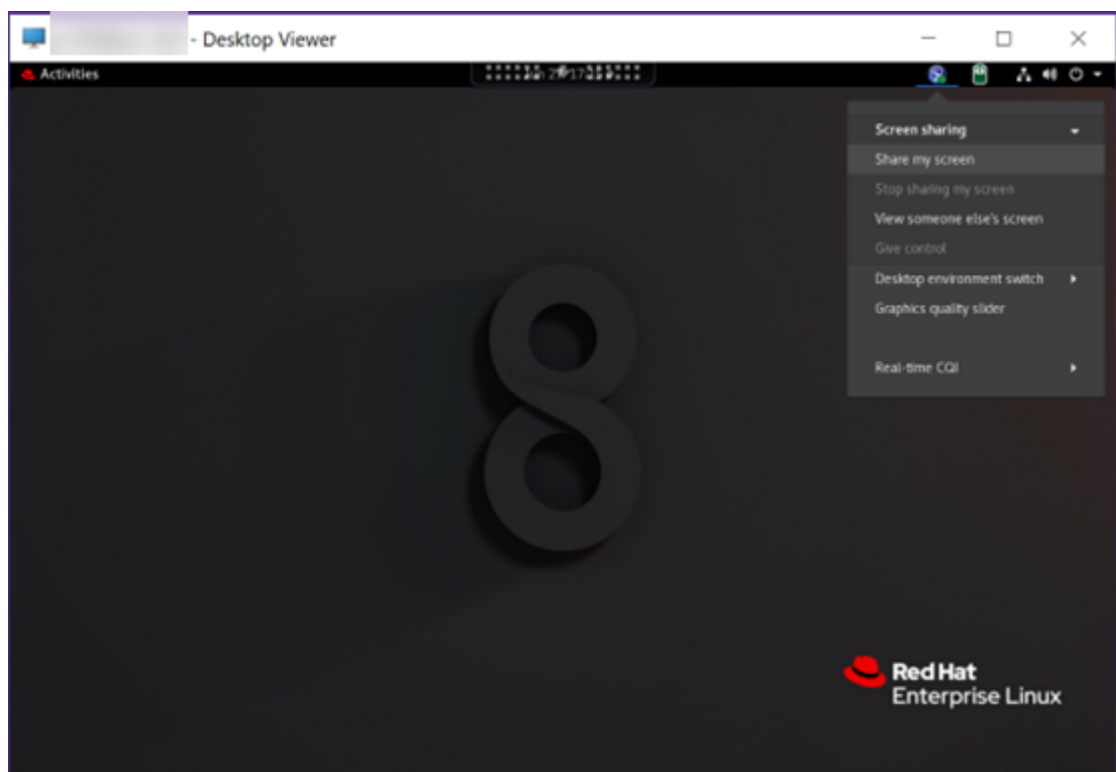 - Desktop Viewer
Activities
Screen sharing
Share my screen
Stop sharing my screen
View someone else's screen
Give control
Desktop environment switch
Graphics quality slider
Real-time CQI
8
Red Hat
Enterprise Linux